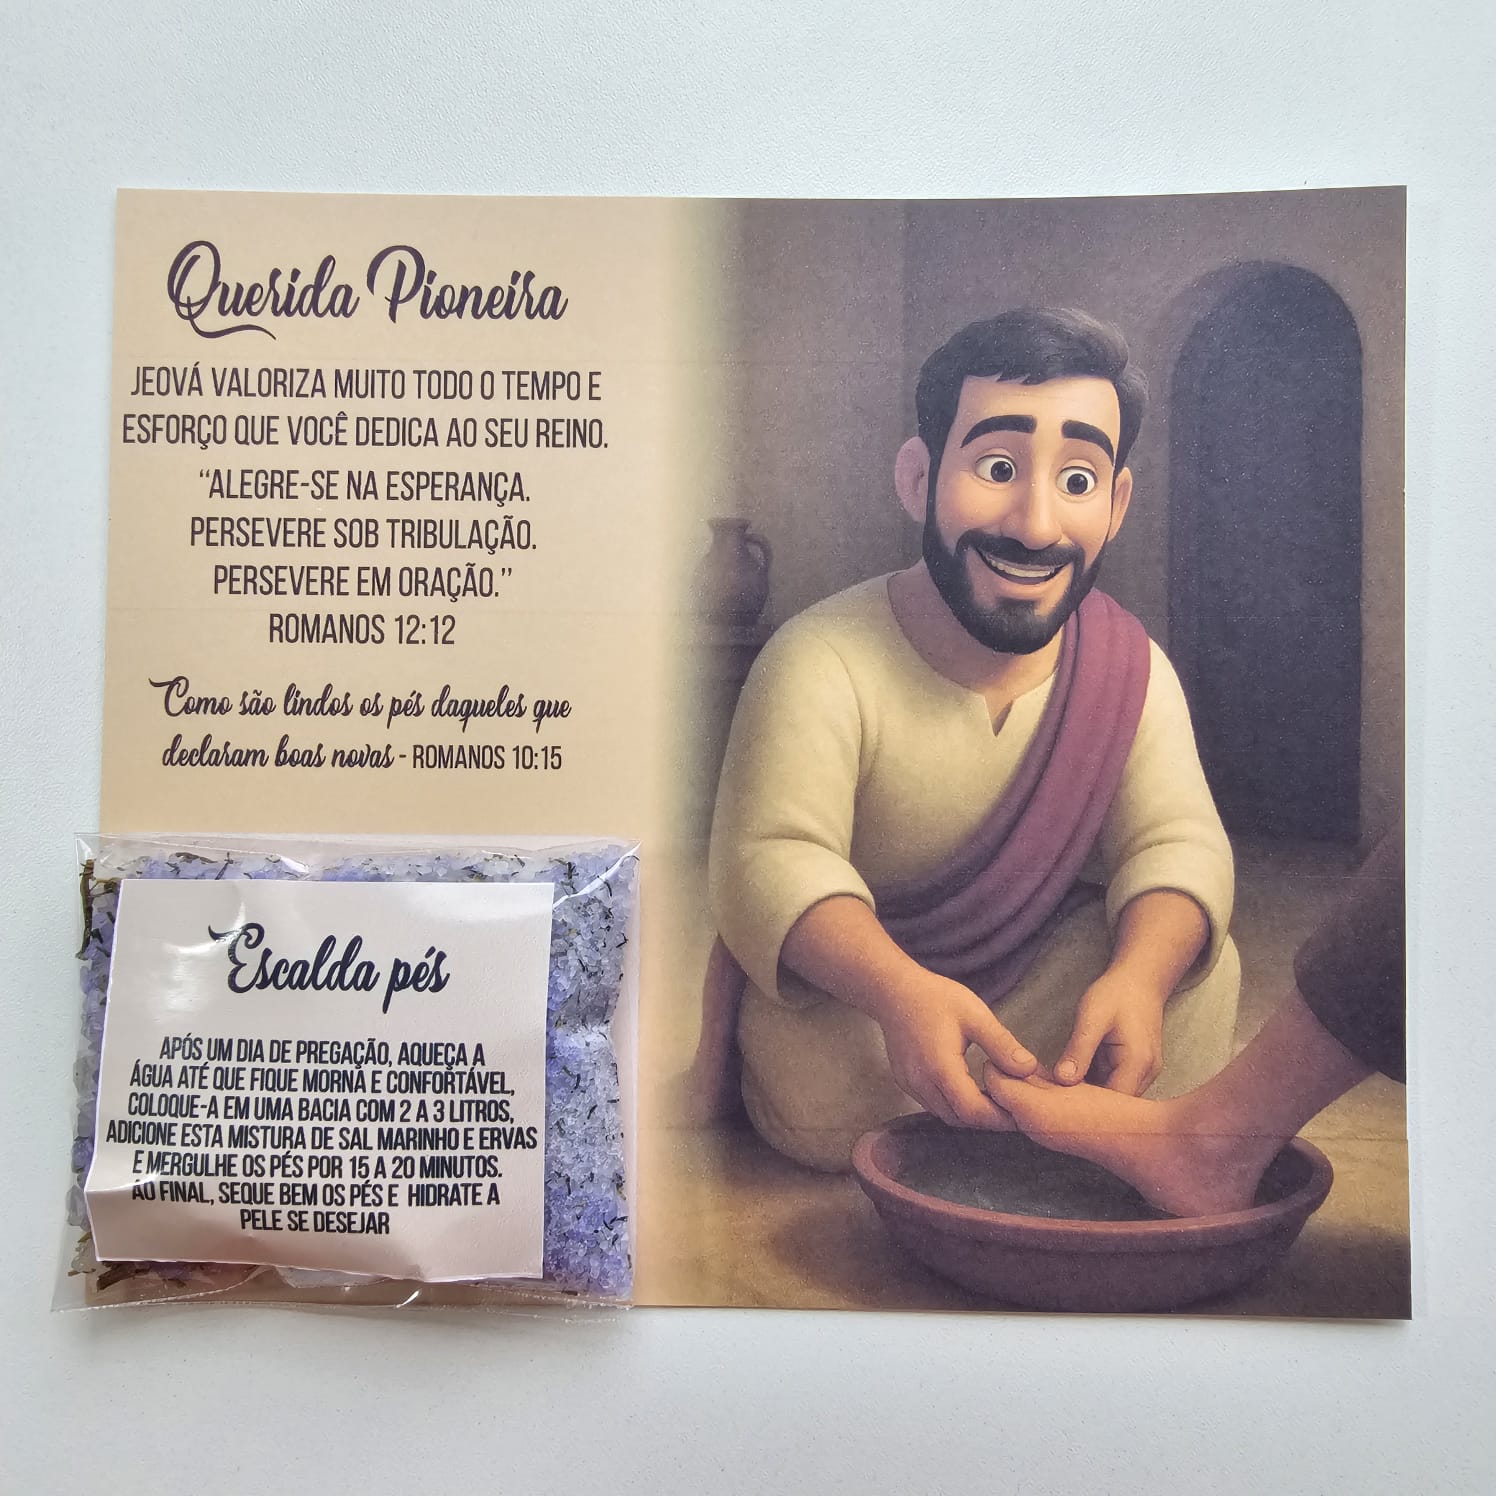 Querida Pioneira
JEOVÁ VALORIZA MUITO TODO O TEMPO E
ESFORÇO QUE VOCÊ DEDICA AO SEU REINO.
“ALEGRE-SE NA ESPERANÇA.
PERSEVERE SOB TRIBULAÇÃO.
PERSEVERE EM ORAÇÃO.”
ROMANOS 12:12
Como são lindos os pés daqueles que
declaram boas novas - ROMANOS 10:15
Escalda pés
APÓS UM DIA DE PREGAÇÃO, AQUEÇA A
ÁGUA ATÉ QUE FIQUE MORNA E CONFORTÁVEL,
COLOQUE-A EM UMA BACIA COM 2 A 3 LITROS,
ADICIONE ESTA MISTURA DE SAL MARINHO E ERVAS
E MERGULHE OS PÉS POR 15 A 20 MINUTOS.
AO FINAL, SEQUE BEM OS PÉS E HIDRATE A
PELE SE DESEJAR